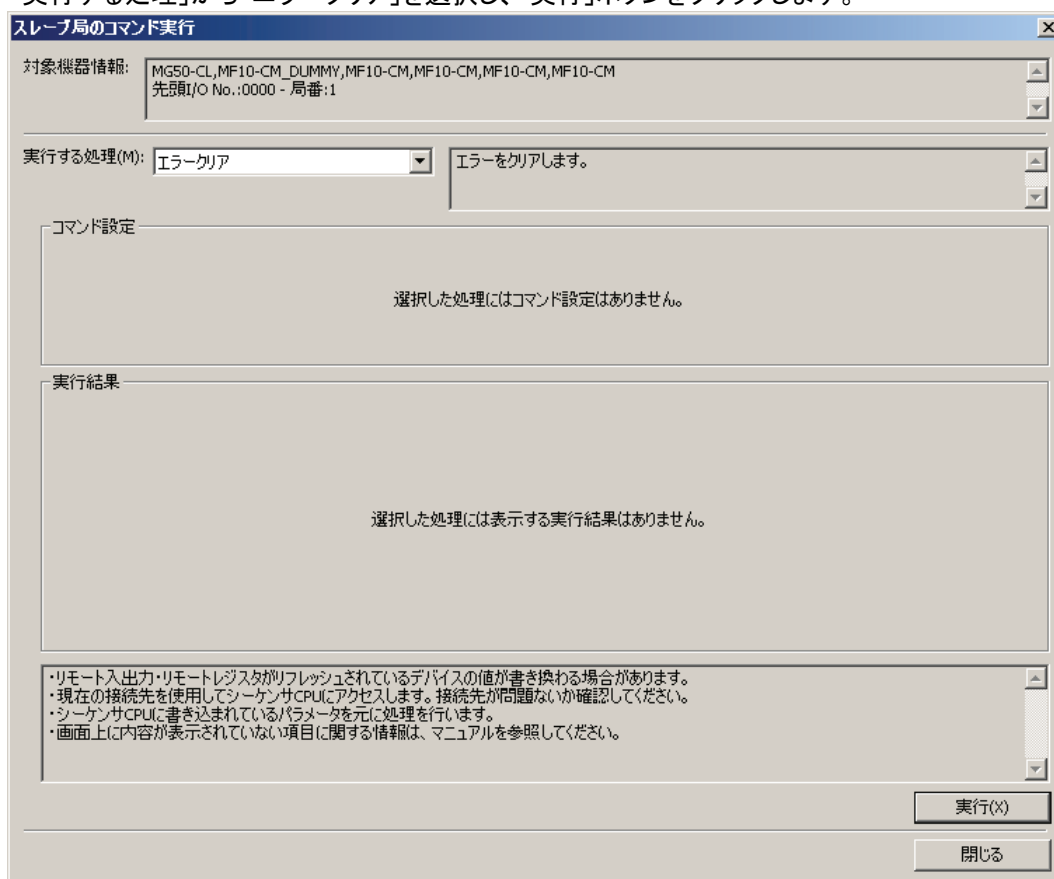 実行する処理」から「エラークリア」を選択し、「実行」ボタンをクリックします。
スレーブ局のコマンド実行
対象機器情報:
MG50-CL,MF10-CM_DUMMY,MF10-CM,MF10-CM,MF10-CM,MF10-CM
先頭I/O No.:0000 - 局番:1
実行する処理(M): エラークリア エラーをクリアします。
コマンド設定
選択した処理にはコマンド設定はありません。
実行結果
選択した処理には表示する実行結果はありません。
・リモート入出力・リモートレジスタがリフレッシュされているデバイスの値が書き換わる場合があります。
・現在の接続先を使用してシーケンサCPUにアクセスします。接続先が問題ないか確認してください。
・シーケンサCPUに書き込まれているパラメータを元に処理を行います。
・画面上に内容が表示されていない項目に関する情報は、マニュアルを参照してください。
実行(X)
閉じる